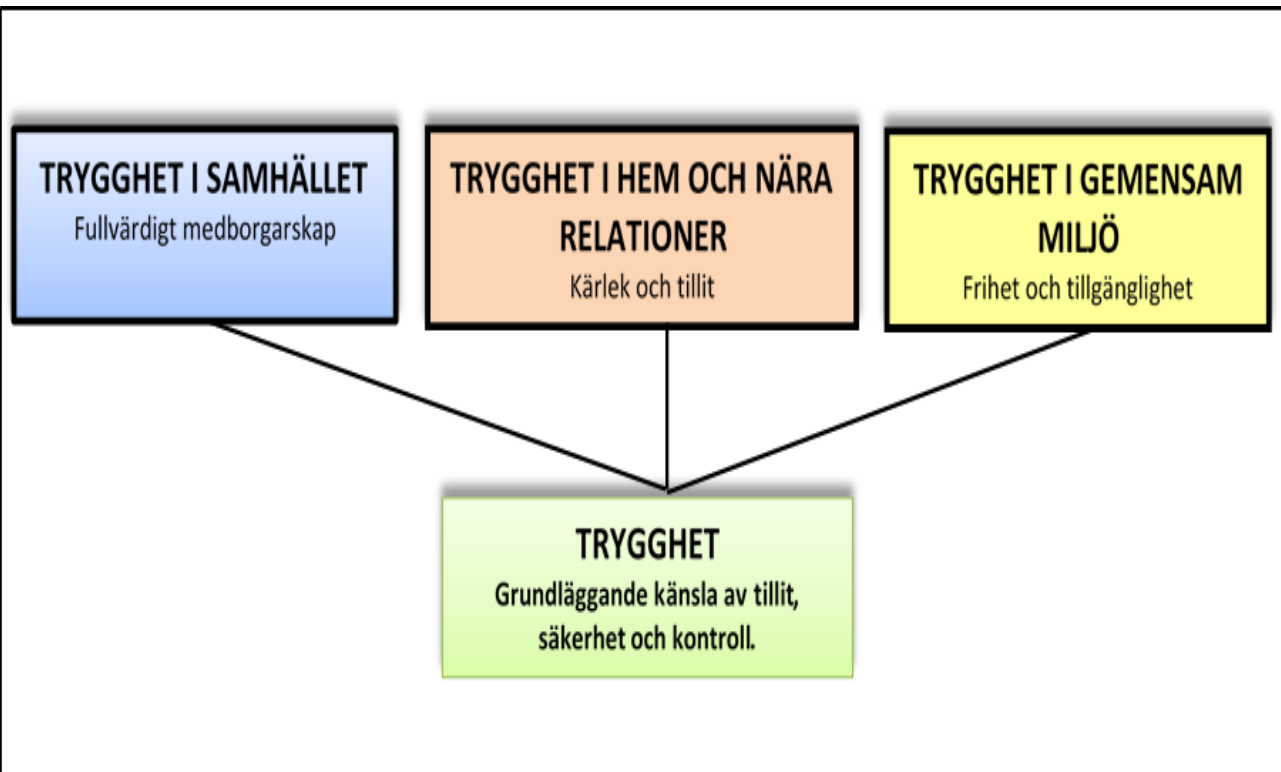 TRYGGHET I SAMHÄLLET
Fullvärdigt medborgarskap
TRYGGHET I HEM OCH NÄRA
RELATIONER
Kärlek och tillit
TRYGGHET I GEMENSAM
MILJÖ
Frihet och tillgänglighet
TRYGGHET
Grundläggande känsla av tillit,
säkerhet och kontroll.